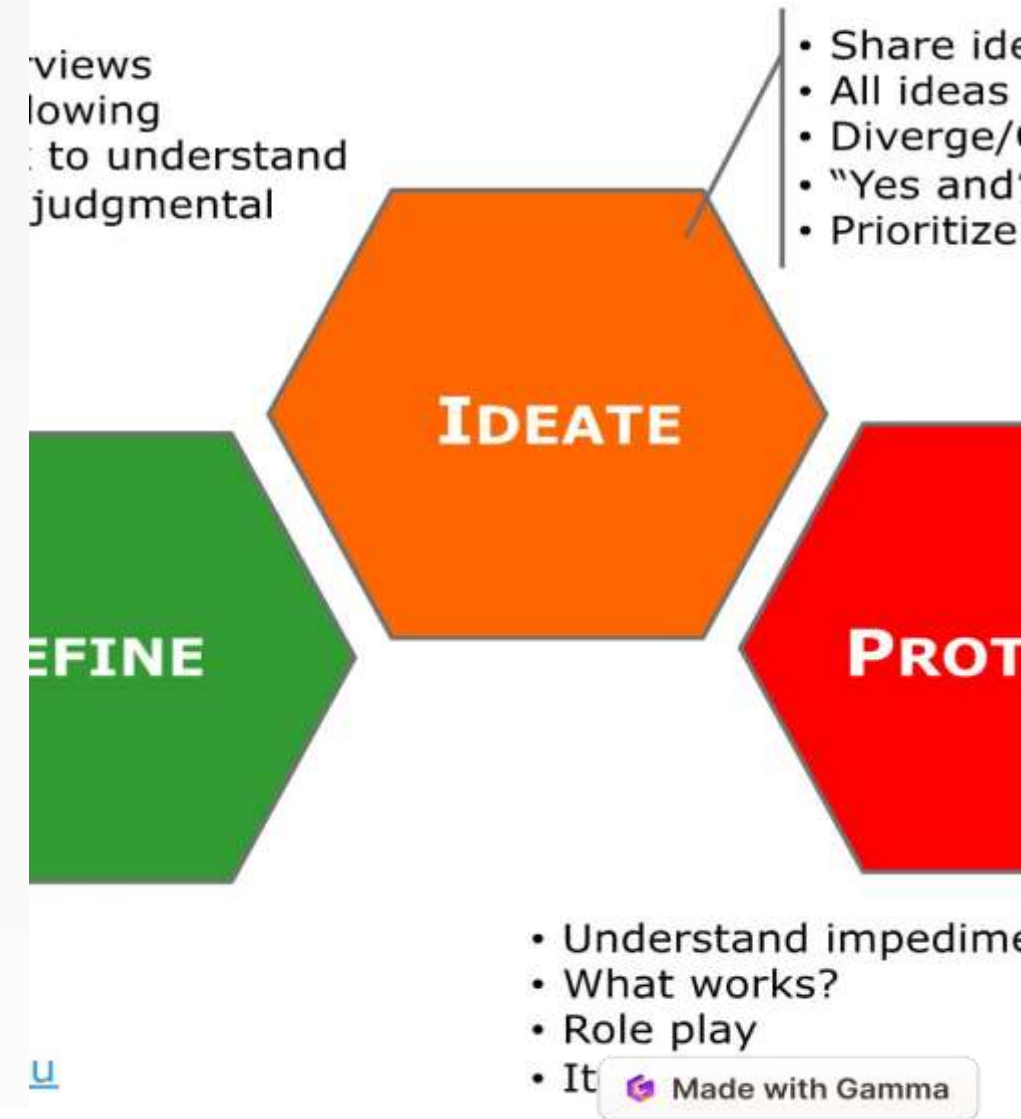 views
lowing
to understand
judgmental
• Share ide
• All ideas
• Diverge/
• “Yes and”
• Prioritize
IDEATE
EFINE
PROT
• Understand impedime
• What works?
• Role play
• It
u
Made with Gamma